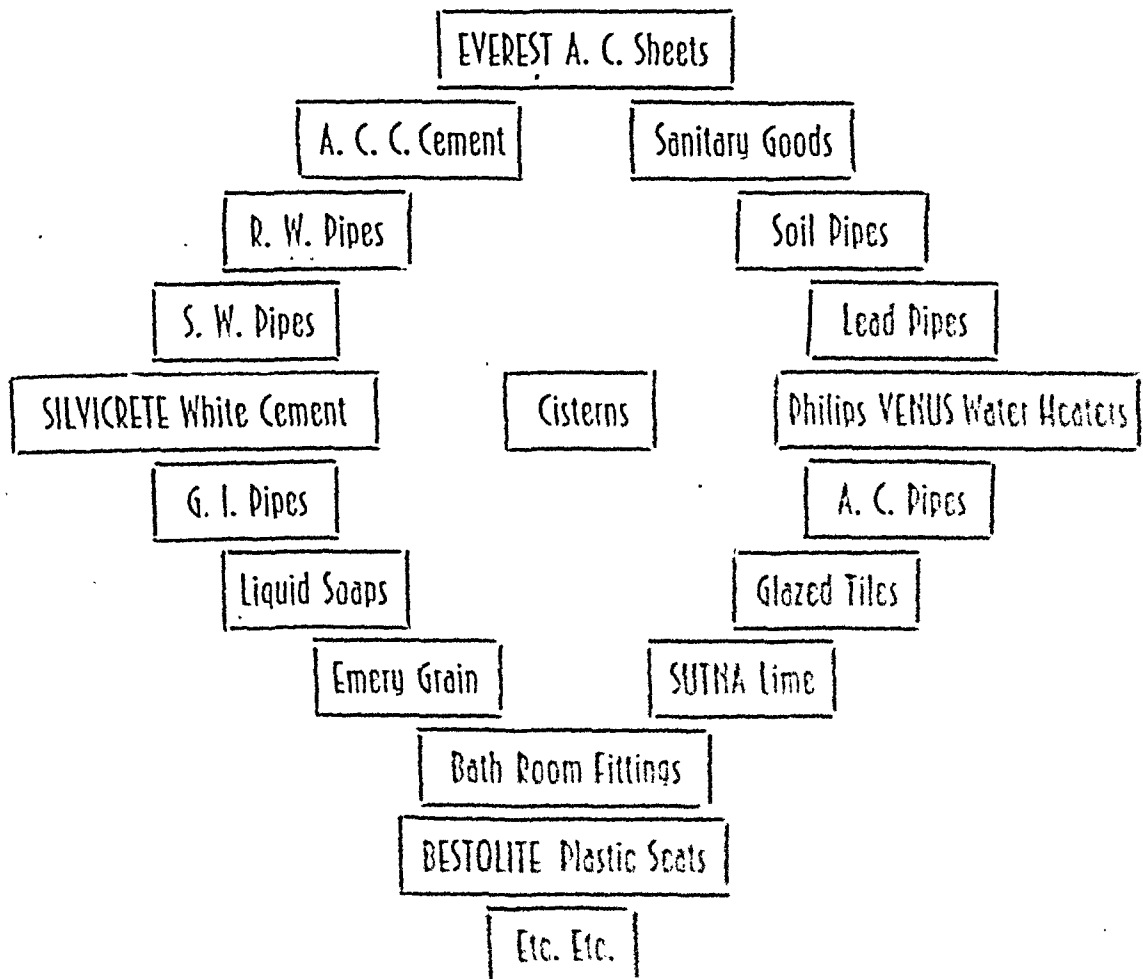 EVEREST A. C. Sheets
A. C. C. Cement Sanitary Goods
R. W. Pipes Soil Pipes
S. W. Pipes Lead Pipes
SILVICRETE White Cement Cisterns Philips VENUS Water Heaters
G. I. Pipes A. C. Pipes
Liquid Soaps Glazed Tiles
Emery Grain SUTNA Lime
Bath Room Fittings
BESTOLITE Plastic Seats
Etc. Etc.